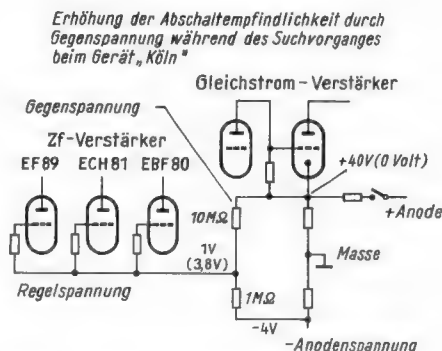 Erhöhung der Abschaltempfindlichkeit durch
Gegenspannung während des Suchvorganges
beim Gerät „Köln"
Gleichstrom-Verstärker
Gegenspannung
Zf-Verstärker
EF89 ECH81 EBF80
+40V(0 Volt)
10MΩ
+Anode
1V
(3,8V)
Masse
Regelspannung
1MΩ
-4V
-Anodenspannung